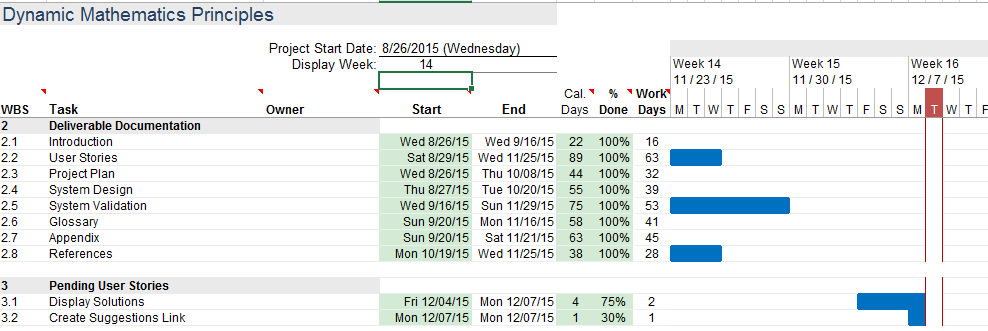 Dynamic Mathematics Principles
Project Start Date: 8/26/2015 (Wednesday)
Display Week: 14
Week 14 Week 15 Week 16
11 / 23 / 15 11 / 30 / 15 12 / 7 / 15
Cal. % Work
WBS Task Owner Start End Days Done Days M T W T F S S M T W T F S S M T W T F
2 Deliverable Documentation
2.1 Introduction Wed 8/26/15 Wed 9/16/15 22 100% 16
2.2 User Stories Sat 8/29/15 Wed 11/25/15 89 100% 63
2.3 Project Plan Wed 8/26/15 Thu 10/08/15 44 100% 32
2.4 System Design Thu 8/27/15 Tue 10/20/15 55 100% 39
2.5 System Validation Wed 9/16/15 Sun 11/29/15 75 100% 53
2.6 Glossary Sun 9/20/15 Mon 11/16/15 58 100% 41
2.7 Appendix Sun 9/20/15 Sat 11/21/15 63 100% 45
2.8 References Mon 10/19/15 Wed 11/25/15 38 100% 28
3 Pending User Stories
3.1 Display Solutions Fri 12/04/15 Mon 12/07/15 4 75% 2
3.2 Create Suggestions Link Mon 12/07/15 Mon 12/07/15 1 30% 1